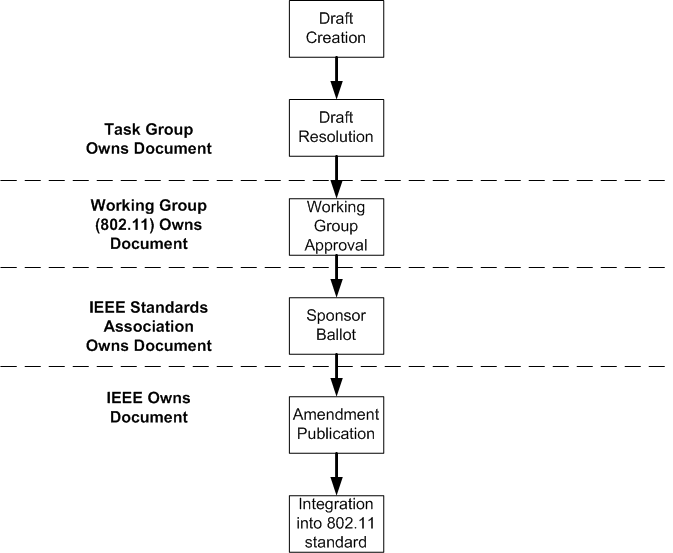 Draft
Creation
Draft
Resolution
Task Group
Owns Document
Working Group
(802.11) Owns
Document
Working
Group
Approval
IEEE Standards
Association
Owns Document
Sponsor
Ballot
IEEE Owns
Document
Amendment
Publication
Integration
into 802.11
standard